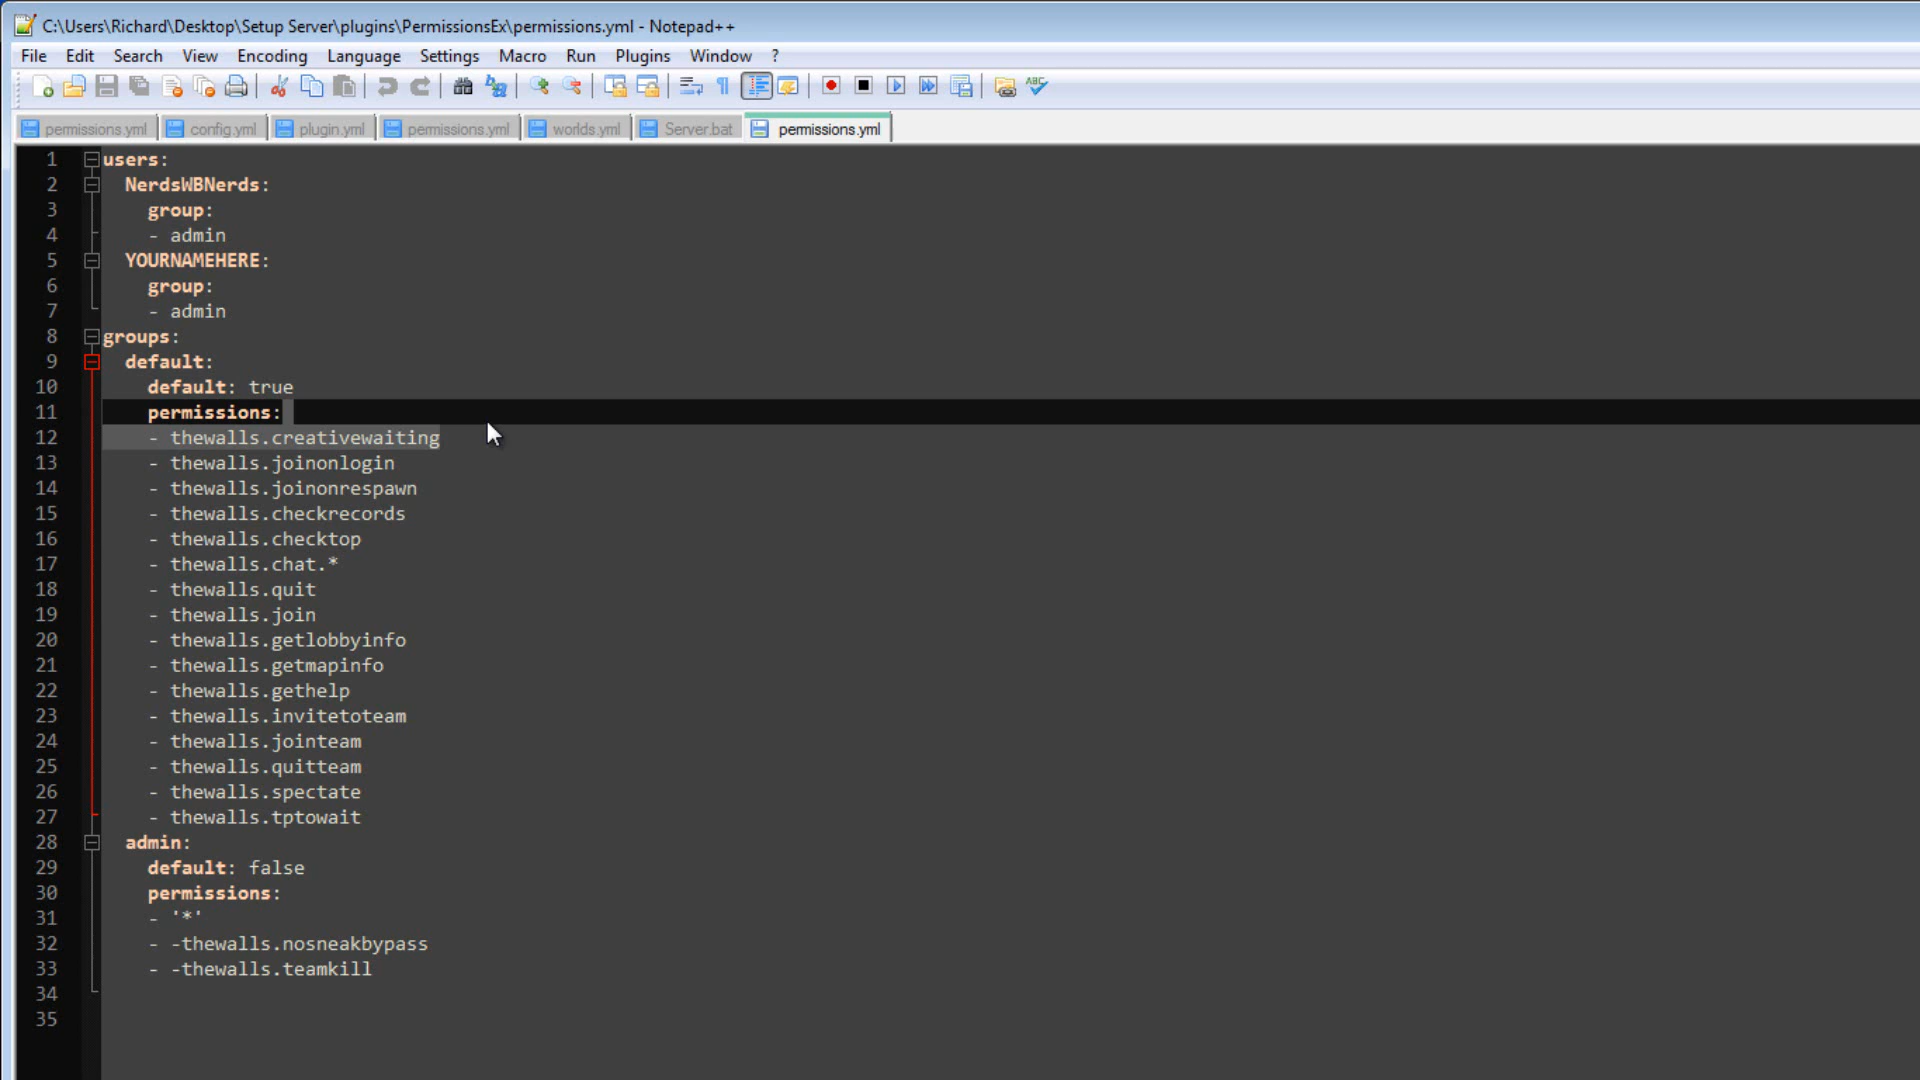 C:\Users\Richard\Desktop\Setup Server\plugins\PermissionsEx\permissions.yml - Notepad++
File Edit Search View Encoding Language Settings Macro Run Plugins Window ?
permissions.yml config.yml plugin.yml permissions.yml worlds.yml Server.bat permissions.yml
1 users:
2 NerdsWBNerds:
3 group:
4 - admin
5 YOURNAMEHERE:
6 group:
7 - admin
8 groups:
9 default:
10 default: true
11 permissions:
12 - thewalls.creativewaiting
13 - thewalls.joinonlogin
14 - thewalls.joinonrespawn
15 - thewalls.checkrecords
16 - thewalls.checktop
17 - thewalls.chat.*
18 - thewalls.quit
19 - thewalls.join
20 - thewalls.getlobbyinfo
21 - thewalls.getmapinfo
22 - thewalls.gethelp
23 - thewalls.invitetoteam
24 - thewalls.jointeam
25 - thewalls.quitteam
26 - thewalls.spectate
27 - thewalls.tptowait
28 admin:
29 default: false
30 permissions:
31 - '*'
32 - -thewalls.nosneakbypass
33 - -thewalls.teamkill
34
35